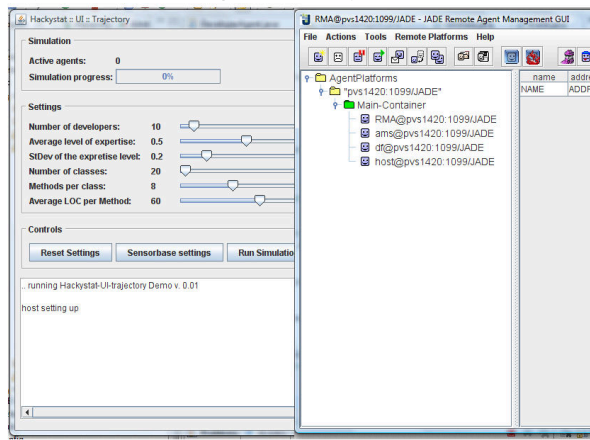 Hackystat :: UI :: Trajectory
Simulation
Active agents: 0
Simulation progress: 0%
Settings
Number of developers: 10
Average level of expertise: 0.5
StDev of the expretise level: 0.2
Number of classes: 20
Methods per class: 8
Average LOC per Method: 60
Controls
Reset Settings Sensorbase settings Run Simulatio
.. running Hackystat-UI-trajectory Demo v. 0.01
host setting up
RMA@pvs1420:1099/JADE - JADE Remote Agent Management GUI
File Actions Tools Remote Platforms Help
AgentPlatforms
"pvs1420:1099/JADE"
Main-Container
RMA@pvs1420:1099/JADE
ams@pvs1420:1099/JADE
df@pvs1420:1099/JADE
host@pvs1420:1099/JADE
name addre
NAME ADDR